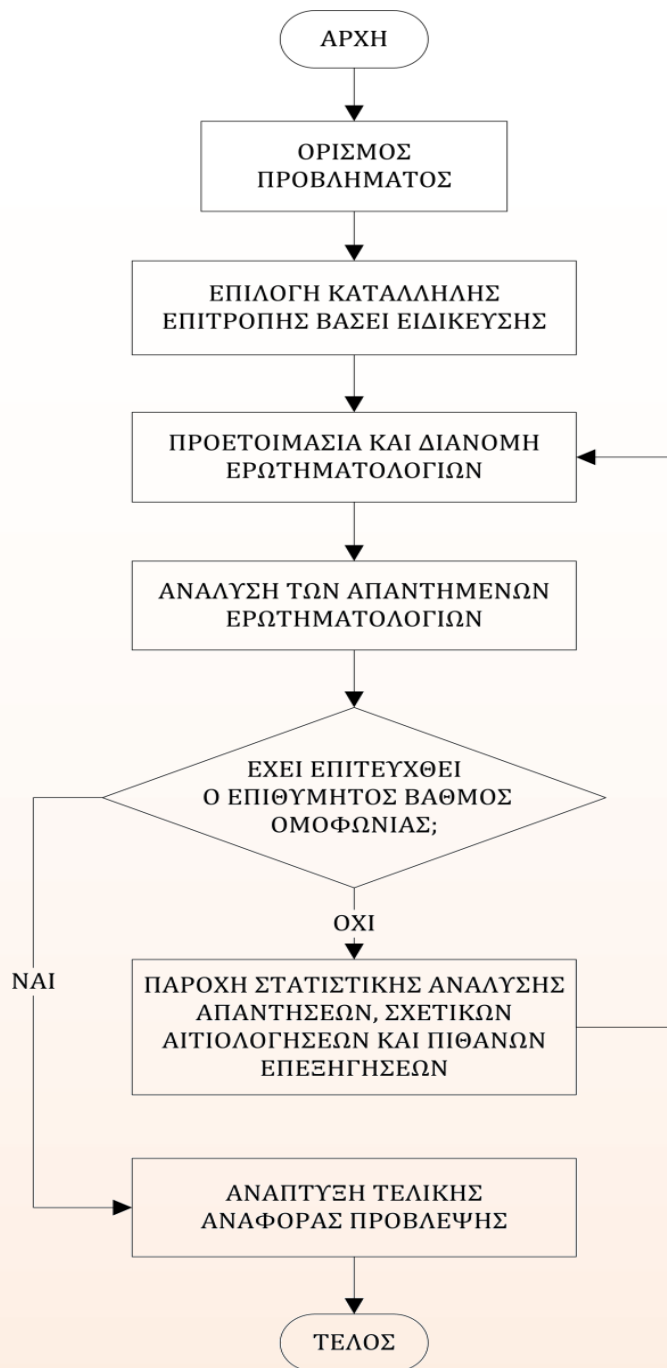 ΑΡΧΗ
ΟΡΙΣΜΟΣ
ΠΡΟΒΛΗΜΑΤΟΣ
ΕΠΙΛΟΓΗ ΚΑΤΑΛΛΗΛΗΣ
ΕΠΙΤΡΟΠΗΣ ΒΑΣΕΙ ΕΙΔΙΚΕΥΣΗΣ
ΠΡΟΕΤΟΙΜΑΣΙΑ ΚΑΙ ΔΙΑΝΟΜΗ
ΕΡΩΤΗΜΑΤΟΛΟΓΙΩΝ
ΑΝΑΛΥΣΗ ΤΩΝ ΑΠΑΝΤΗΜΕΝΩΝ
ΕΡΩΤΗΜΑΤΟΛΟΓΙΩΝ
ΕΧΕΙ ΕΠΙΤΕΥΧΘΕΙ
Ο ΕΠΙΘΥΜΗΤΟΣ ΒΑΘΜΟΣ
ΟΜΟΦΩΝΙΑΣ;
ΟΧΙ
ΝΑΙ
ΠΑΡΟΧΗ ΣΤΑΤΙΣΤΙΚΗΣ ΑΝΑΛΥΣΗΣ
ΑΠΑΝΤΗΣΕΩΝ, ΣΧΕΤΙΚΩΝ
ΑΙΤΙΟΛΟΓΗΣΕΩΝ ΚΑΙ ΠΙΘΑΝΩΝ
ΕΠΕΞΗΓΗΣΕΩΝ
ΑΝΑΠΤΥΞΗ ΤΕΛΙΚΗΣ
ΑΝΑΦΟΡΑΣ ΠΡΟΒΛΕΨΗΣ
ΤΕΛΟΣ